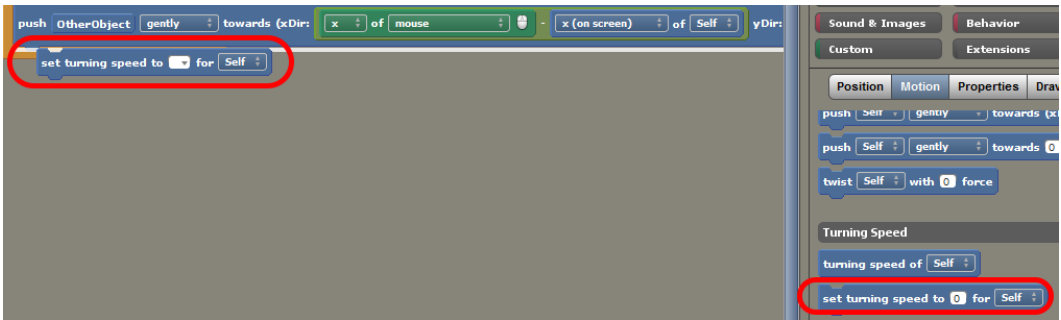 push OtherObject gently towards (xDir: x of mouse - x (on screen) of Self yDir:
set turning speed to for Self
Sound & Images Behavior
Custom Extensions
Position Motion Properties Draw
push Self gently towards (x
push Self gently towards 0
twist Self with 0 force
Turning Speed
turning speed of Self
set turning speed to 0 for Self